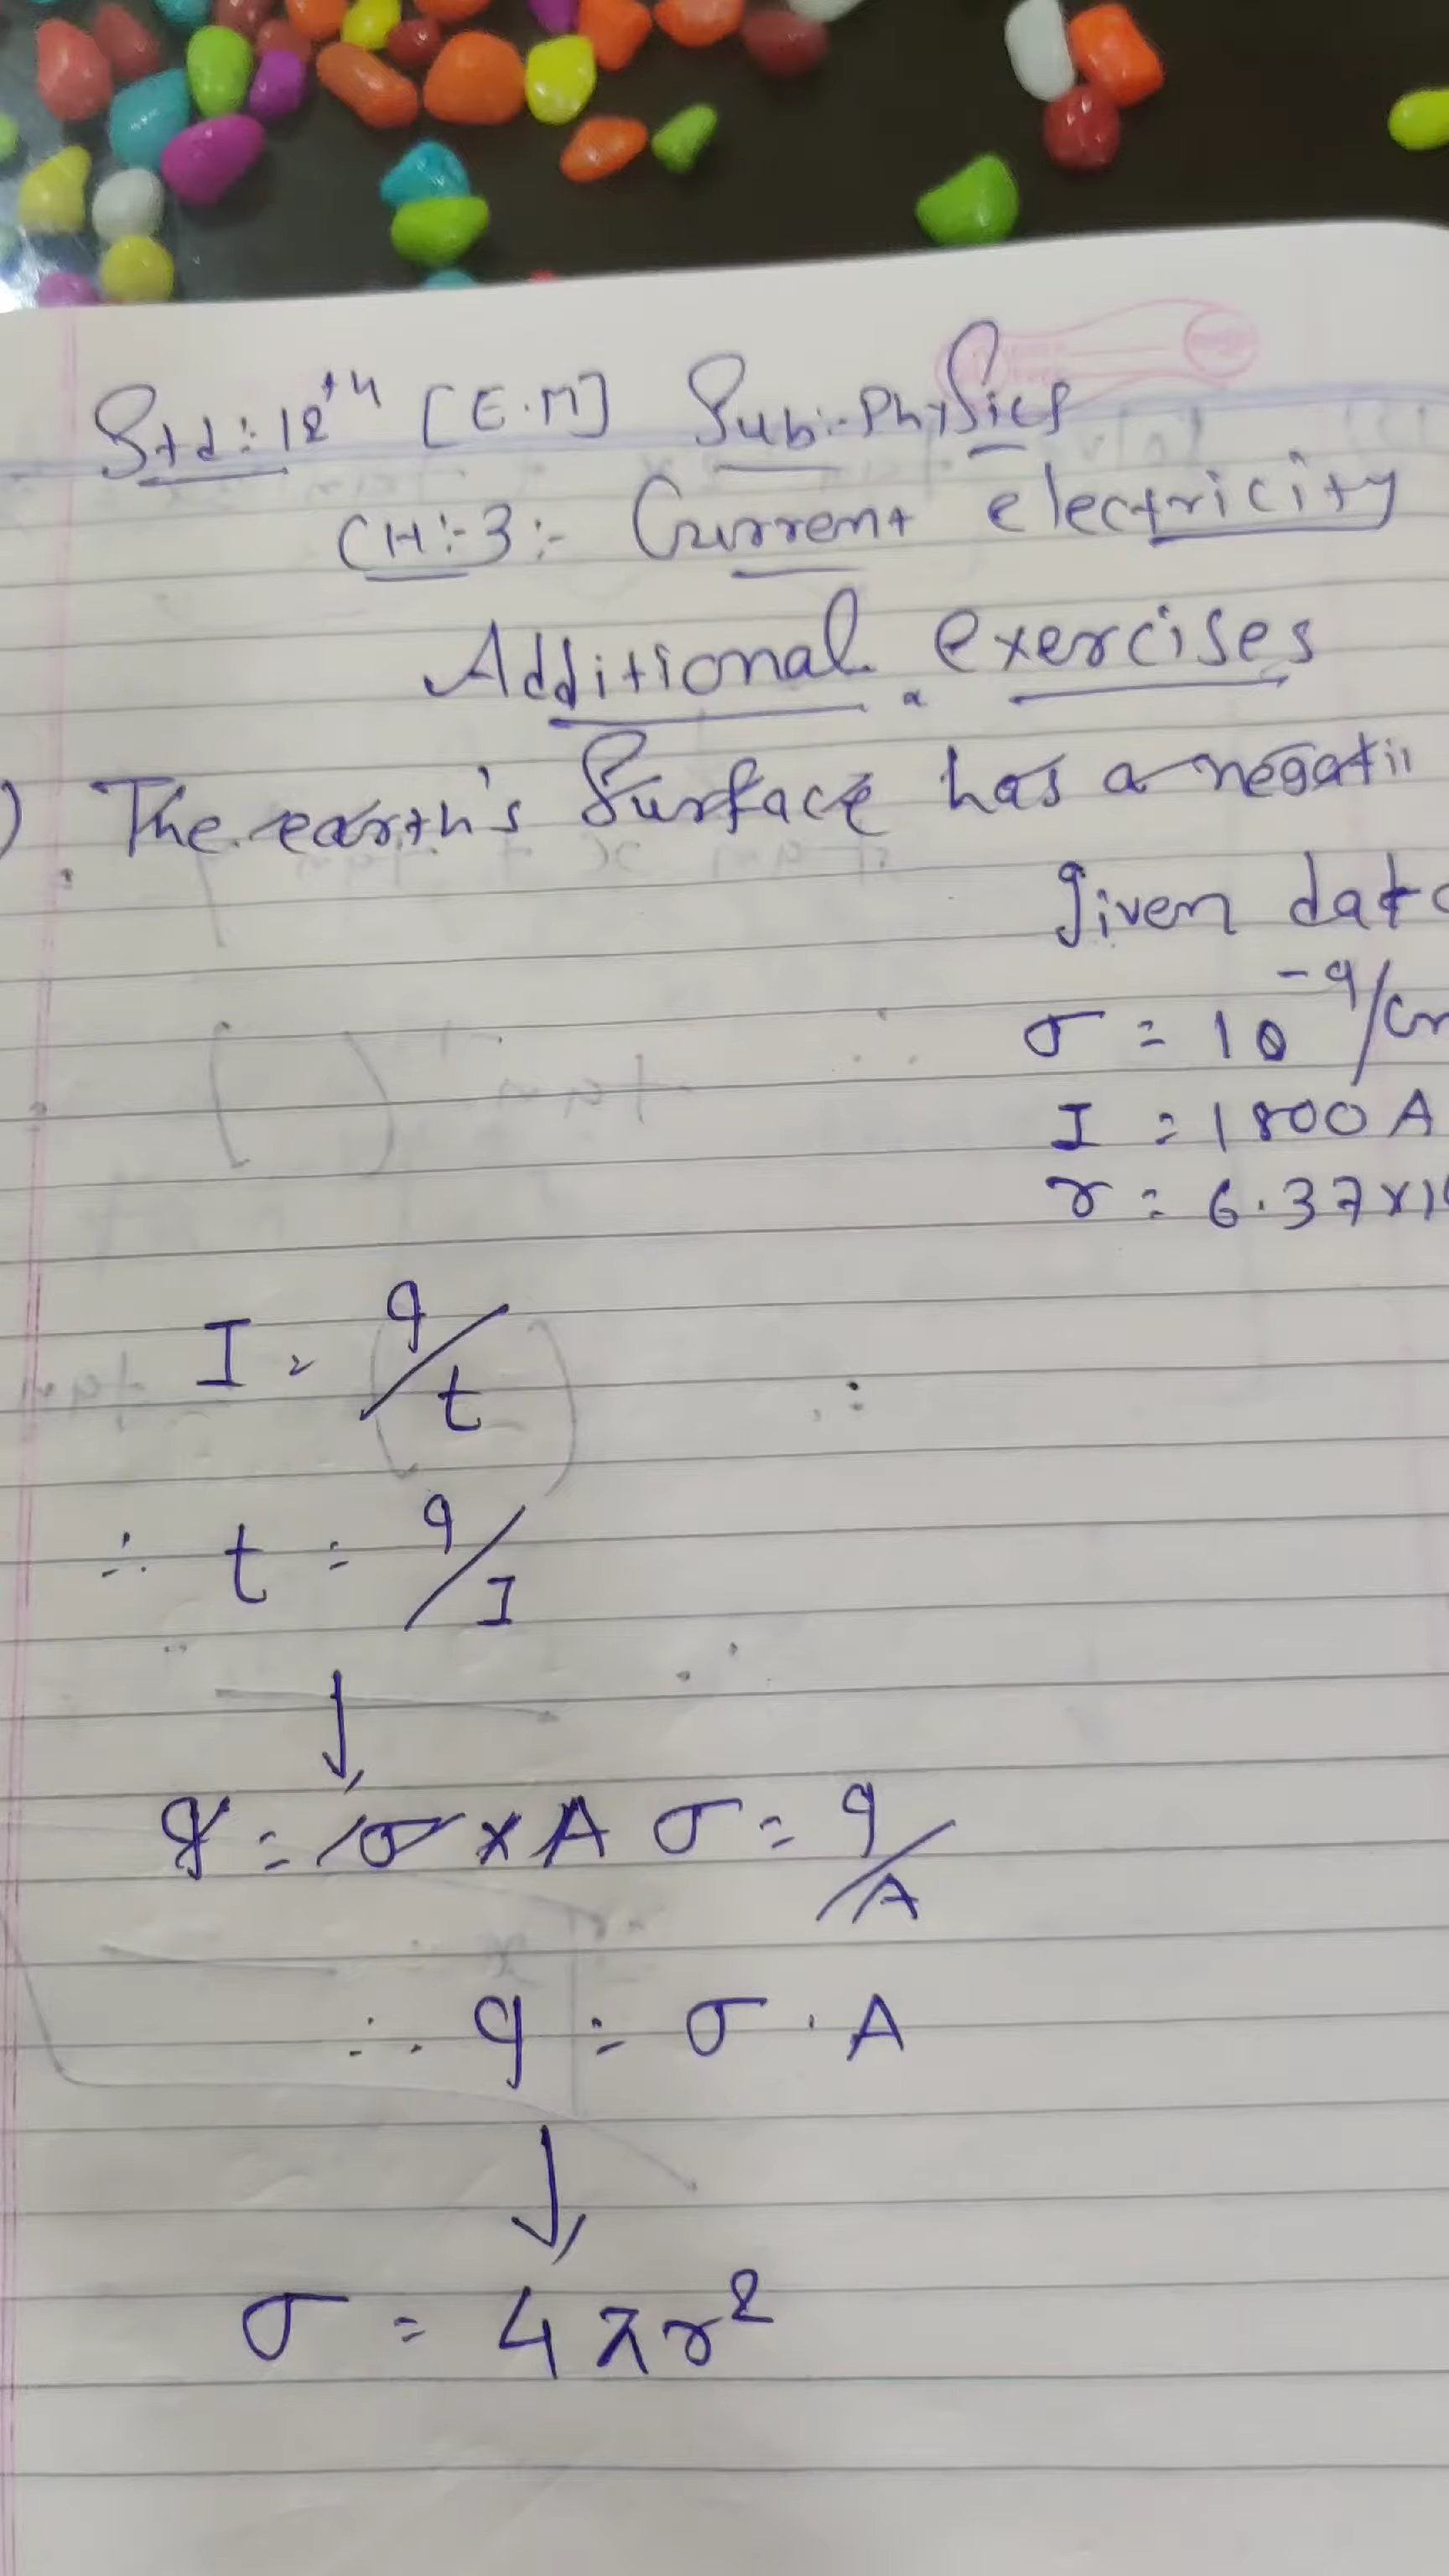 Std:- 12th [E.M] Sub:- Physics
CH:-3:- Current electricity
Additional exercises
) The earth's Surface has a negati
Given dat
σ = 10^-9/cm
I = 1800 A
r = 6.37×1
I = q/t
∴ t = q/I
↓
q = σ × A σ = q/A
∴ q = σ · A
↓
σ = 4πr²